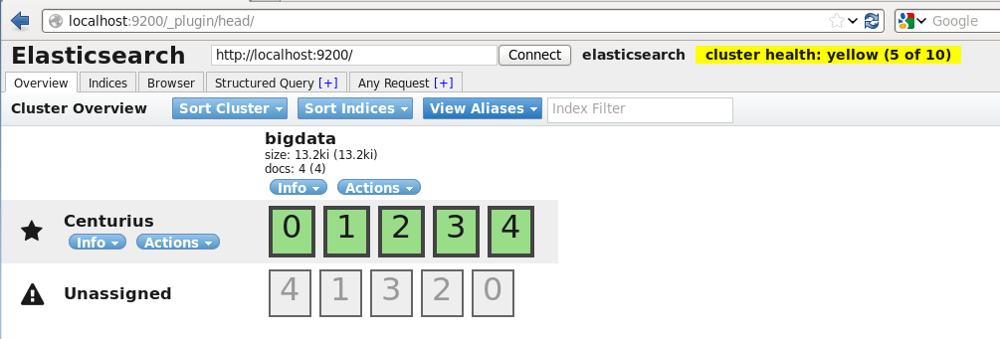 localhost:9200/_plugin/head/ Google
Elasticsearch http://localhost:9200/ Connect elasticsearch cluster health: yellow (5 of 10)
Overview Indices Browser Structured Query [+] Any Request [+]
Cluster Overview Sort Cluster Sort Indices View Aliases Index Filter
bigdata
size: 13.2ki (13.2ki)
docs: 4 (4)
Info Actions
Centurius 0 1 2 3 4
Info Actions
Unassigned 4 1 3 2 0